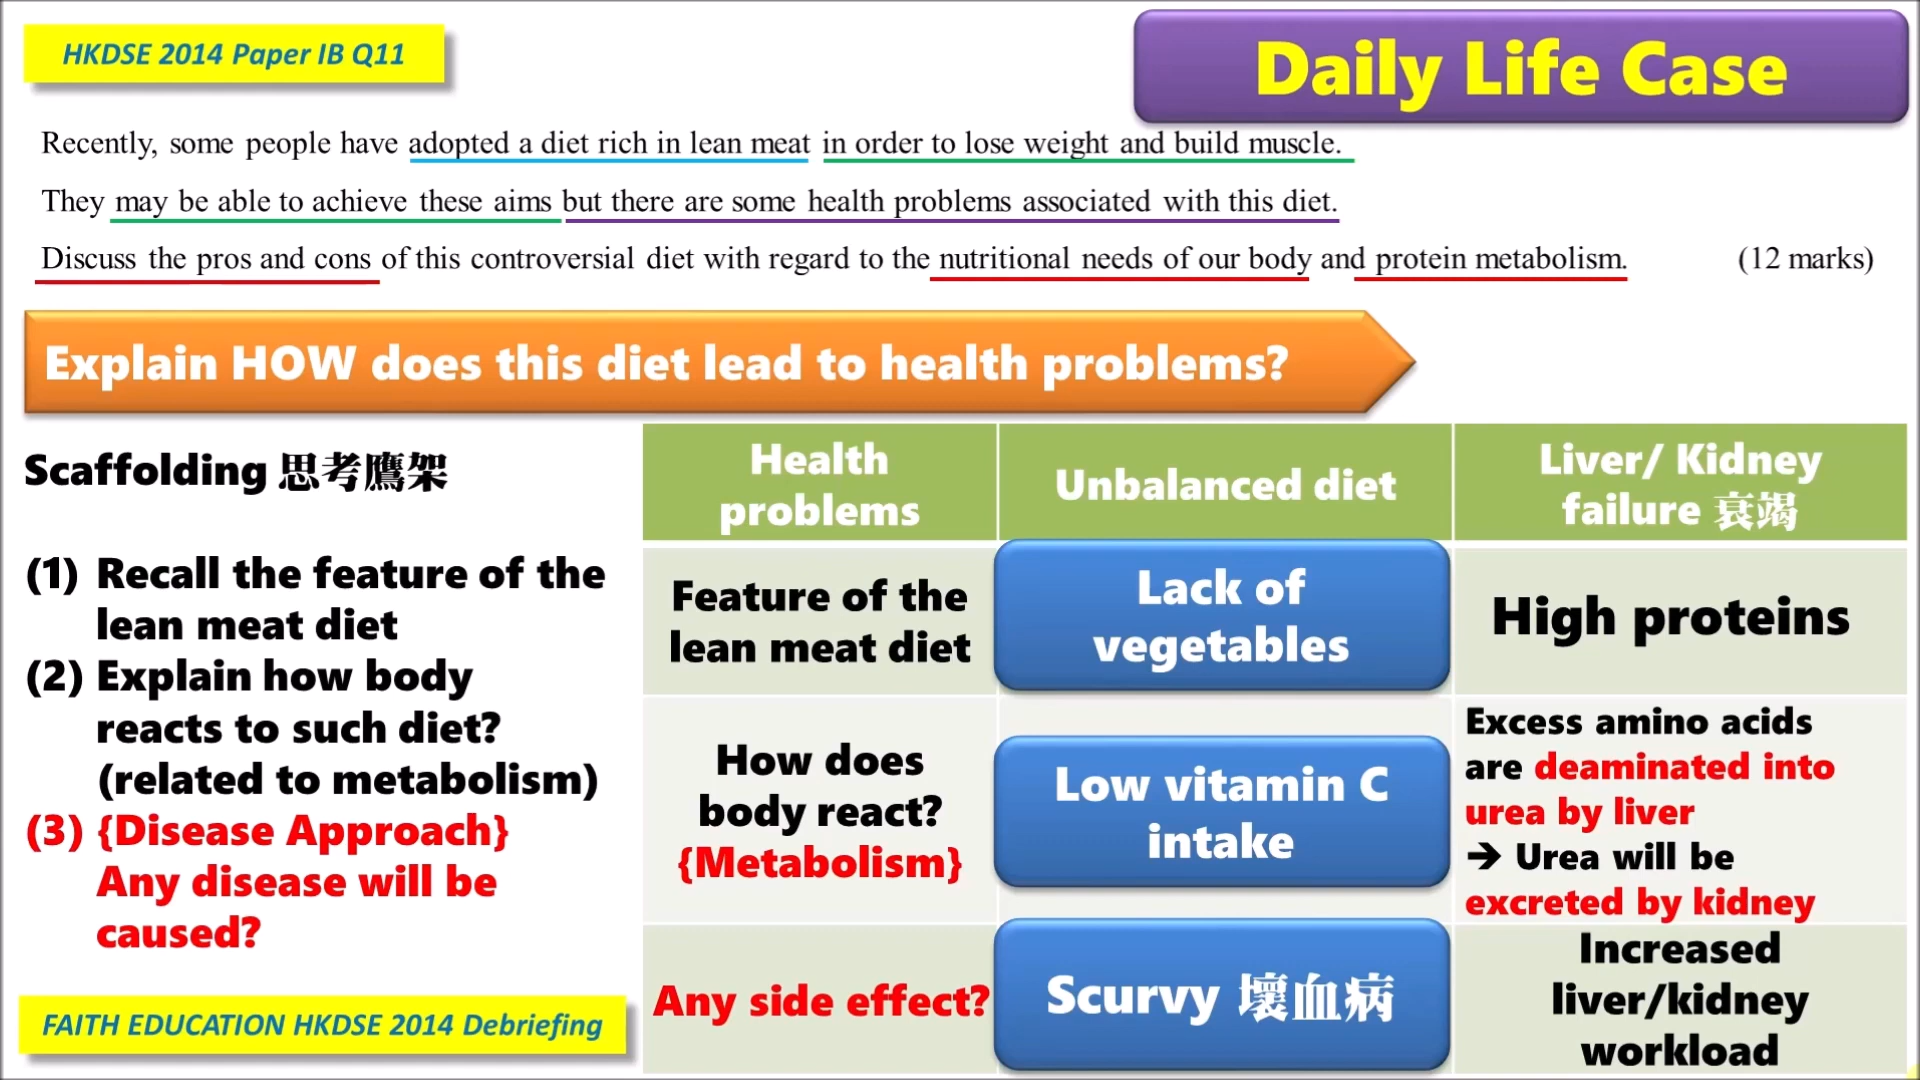 HKDSE 2014 Paper IB Q11
Daily Life Case
Recently, some people have adopted a diet rich in lean meat in order to lose weight and build muscle.
They may be able to achieve these aims but there are some health problems associated with this diet.
Discuss the pros and cons of this controversial diet with regard to the nutritional needs of our body and protein metabolism. (12 marks)
Explain HOW does this diet lead to health problems?
Scaffolding 思考鷹架
(1) Recall the feature of the
lean meat diet
(2) Explain how body
reacts to such diet?
(related to metabolism)
(3) {Disease Approach}
Any disease will be
caused?
FAITH EDUCATION HKDSE 2014 Debriefing
Health
problems
Unbalanced diet
Liver/ Kidney
failure 衰竭
Feature of the
lean meat diet
Lack of
vegetables
High proteins
How does
body react?
{Metabolism}
Low vitamin C
intake
Excess amino acids
are deaminated into
urea by liver
→ Urea will be
excreted by kidney
Any side effect?
Scurvy 壞血病
Increased
liver/kidney
workload